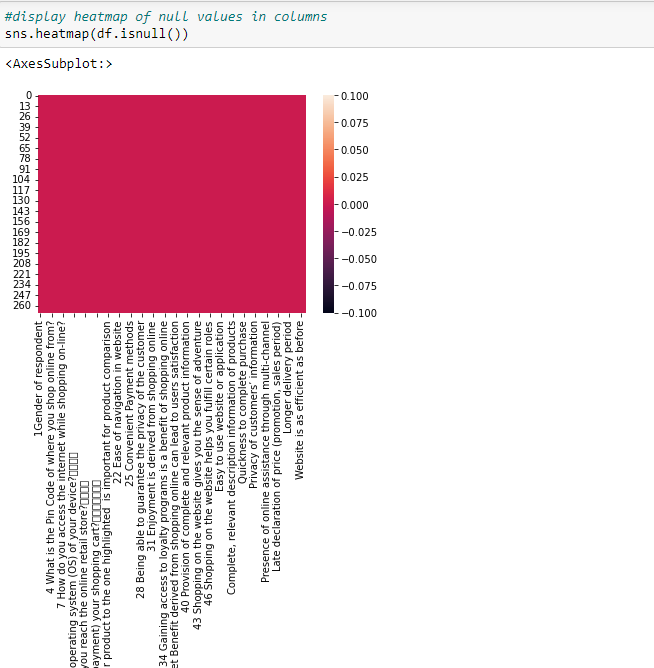 #display heatmap of null values in columns
sns.heatmap(df.isnull())
<AxesSubplot:>
0
13
26
39
52
65
78
91
104
117
130
143
156
169
182
195
208
221
234
247
260
0.100
0.075
0.050
0.025
0.000
−0.025
−0.050
−0.075
−0.100
1Gender of respondent
4 What is the Pin Code of where you shop online from?
7 How do you access the internet while shopping on-line?
operating system (OS) of your device?□□□□
you reach the online retail store?□□□□
ayment) your shopping cart?□□□□□□□
r product to the one highlighted  is important for product comparison
22 Ease of navigation in website
25 Convenient Payment methods
28 Being able to guarantee the privacy of the customer
31 Enjoyment is derived from shopping online
34 Gaining access to loyalty programs is a benefit of shopping online
et Benefit derived from shopping online can lead to users satisfaction
40 Provision of complete and relevant product information
43 Shopping on the website gives you the sense of adventure
46 Shopping on the website helps you fulfill certain roles
Easy to use website or application
Complete, relevant description information of products
Quickness to complete purchase
Privacy of customers' information
Presence of online assistance through multi-channel
Late declaration of price (promotion, sales period)
Longer delivery period
Website is as efficient as before